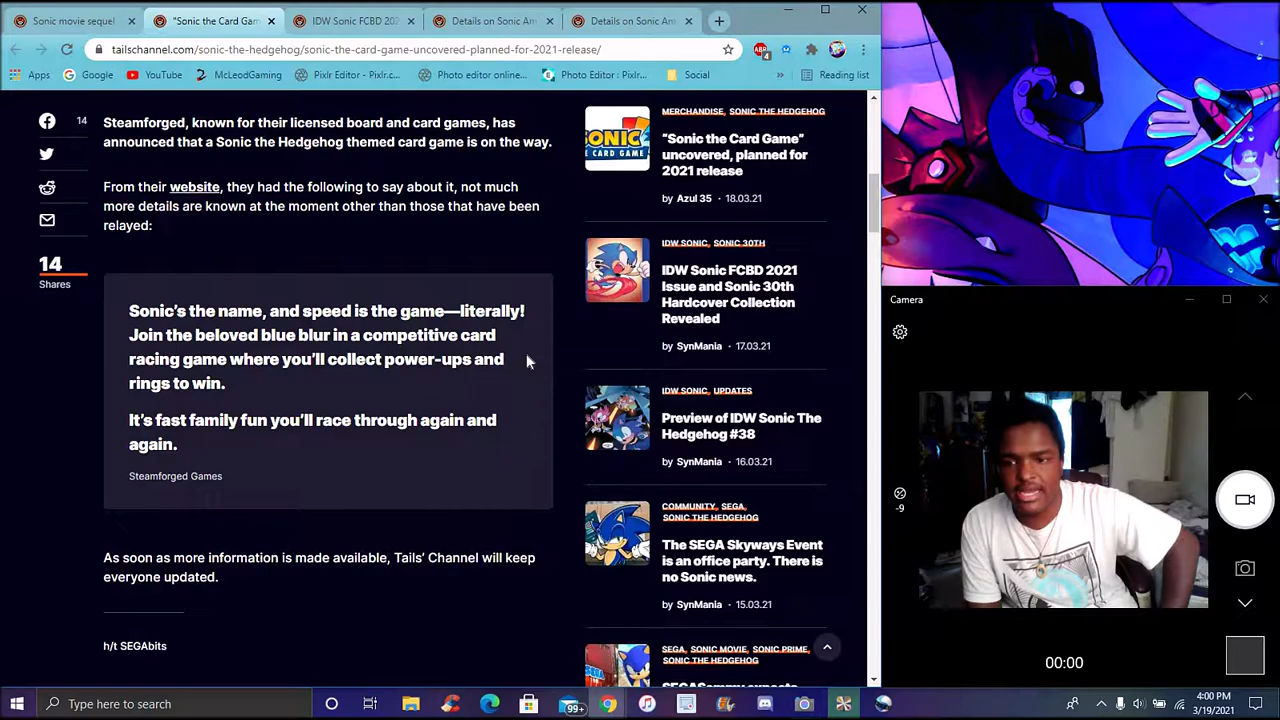 Sonic movie sequel
"Sonic the Card Gam
IDW Sonic FCBD 202
Details on Sonic Am
Details on Sonic Am
tailschannel.com/sonic-the-hedgehog/sonic-the-card-game-uncovered-planned-for-2021-release/
ABP
4
Apps
Google
YouTube
McLeodGaming
Pixlr Editor - Pixlr.c...
Photo editor online...
Photo Editor : Pixlr...
Social
»
Reading list
14
Steamforged, known for their licensed board and card games, has
announced that a Sonic the Hedgehog themed card game is on the way.
From their website, they had the following to say about it, not much
more details are known at the moment other than those that have been
relayed:
14
Shares
Sonic's the name, and speed is the game—literally!
Join the beloved blue blur in a competitive card
racing game where you'll collect power-ups and
rings to win.
It's fast family fun you'll race through again and
again.
Steamforged Games
As soon as more information is made available, Tails' Channel will keep
everyone updated.
h/t SEGAbits
SONIC
THE CARD GAME
MERCHANDISE, SONIC THE HEDGEHOG
"Sonic the Card Game"
uncovered, planned for
2021 release
by Azul 35 · 18.03.21
IDW SONIC, SONIC 30TH
IDW Sonic FCBD 2021
Issue and Sonic 30th
Hardcover Collection
Revealed
by SynMania · 17.03.21
IDW SONIC, UPDATES
Preview of IDW Sonic The
Hedgehog #38
by SynMania · 16.03.21
COMMUNITY, SEGA,
SONIC THE HEDGEHOG
The SEGA Skyways Event
is an office party. There is
no Sonic news.
by SynMania · 15.03.21
SEGA, SONIC MOVIE, SONIC PRIME,
SONIC THE HEDGEHOG
SEGASammy expects
Camera
-9
00:00
Type here to search
99+
4:00 PM
3/19/2021